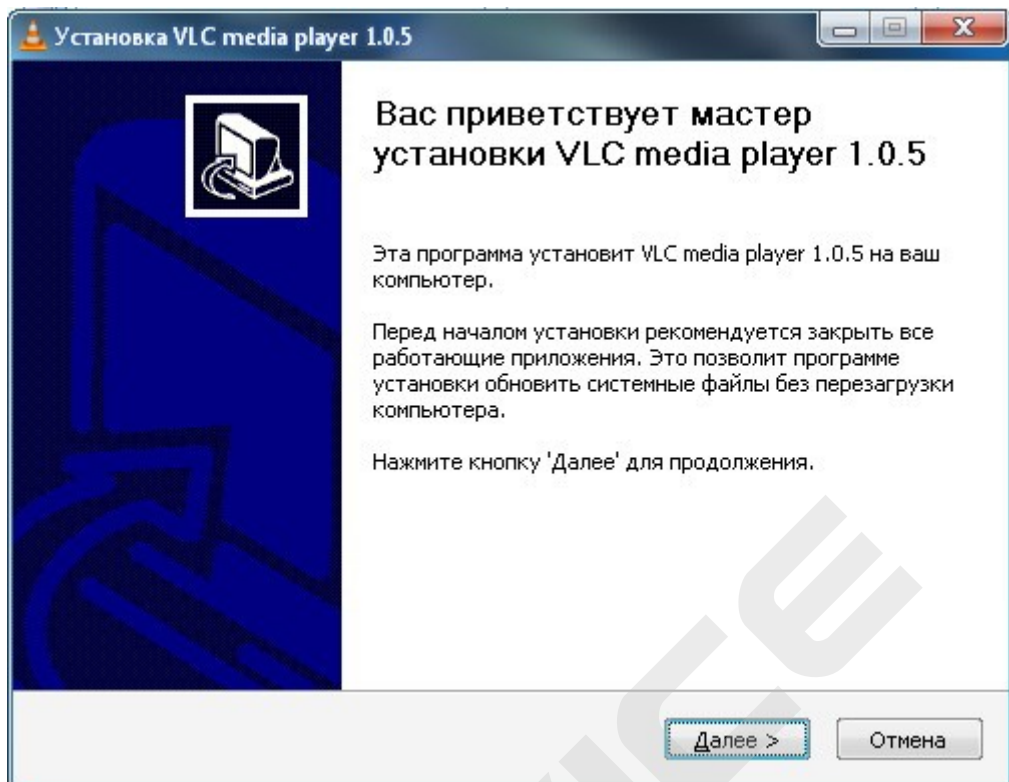 Установка VLC media player 1.0.5
Вас приветствует мастер
установки VLC media player 1.0.5
Эта программа установит VLC media player 1.0.5 на ваш
компьютер.
Перед началом установки рекомендуется закрыть все
работающие приложения. Это позволит программе
установки обновить системные файлы без перезагрузки
компьютера.
Нажмите кнопку 'Далее' для продолжения.
Далее >
Отмена